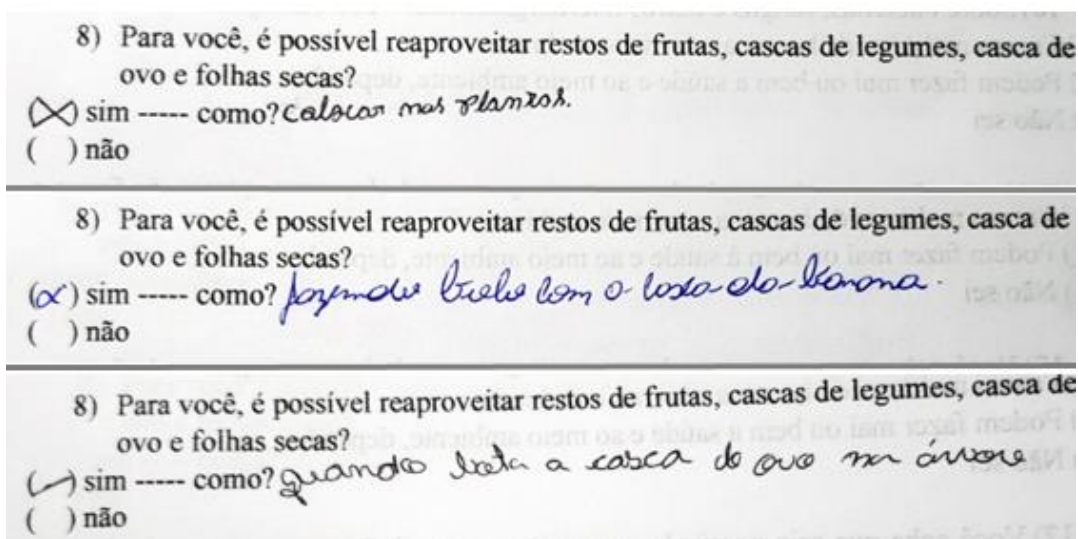 8) Para você, é possível reaproveitar restos de frutas, cascas de legumes, casca de
ovo e folhas secas?
(X) sim ----- como? Colocar nas plantas.
( ) não
8) Para você, é possível reaproveitar restos de frutas, cascas de legumes, casca de
ovo e folhas secas?
(x) sim ----- como? fazendo bolo com a casca da banana.
( ) não
8) Para você, é possível reaproveitar restos de frutas, cascas de legumes, casca de
ovo e folhas secas?
( ) sim ----- como? quando bota a casca do ovo na árvore
( ) não